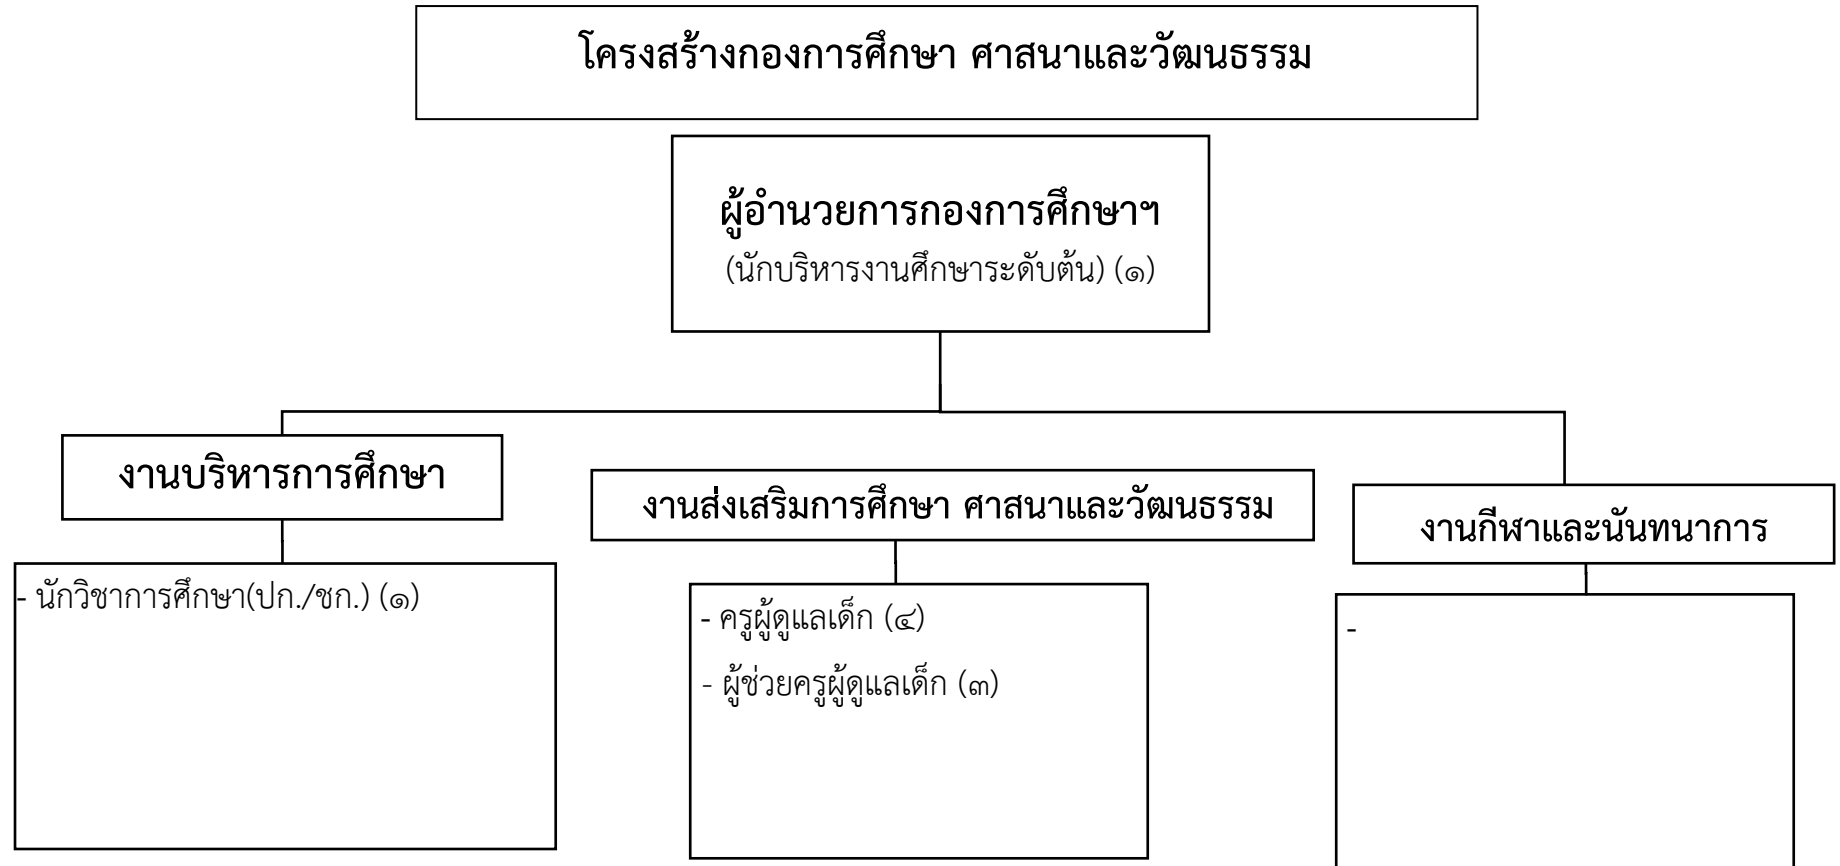 โครงสร้างกองการศึกษา ศาสนาและวัฒนธรรม
ผู้อำนวยการกองการศึกษาฯ
(นักบริหารงานศึกษาระดับต้น) (๑)
งานบริหารการศึกษา
- นักวิชาการศึกษา(ปก./ชก.) (๑)
งานส่งเสริมการศึกษา ศาสนาและวัฒนธรรม
- ครูผู้ดูแลเด็ก (๔)
- ผู้ช่วยครูผู้ดูแลเด็ก (๓)
งานกีฬาและนันทนาการ
-